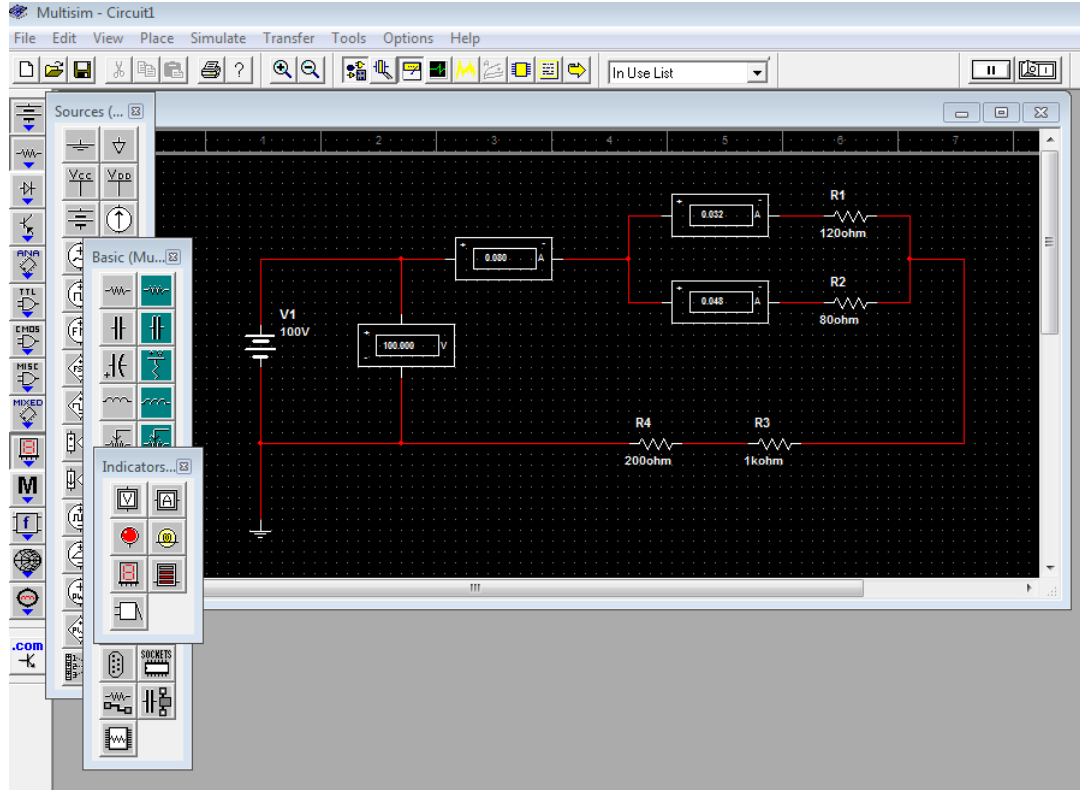 Multisim - Circuit1
File Edit View Place Simulate Transfer Tools Options Help
In Use List
Sources (...
1 2 3 4 5 6 7
Vcc VDD
Basic (Mu...
ANA
TTL
CMOS
MISC
MIXED
M
f
.com
Indicators...
V A
SOCKETS
V1
100V
100.000 V
+ -
0.080 A
+ -
0.032 A
R1
120ohm
+ -
0.048 A
R2
80ohm
R4
200ohm
R3
1kohm